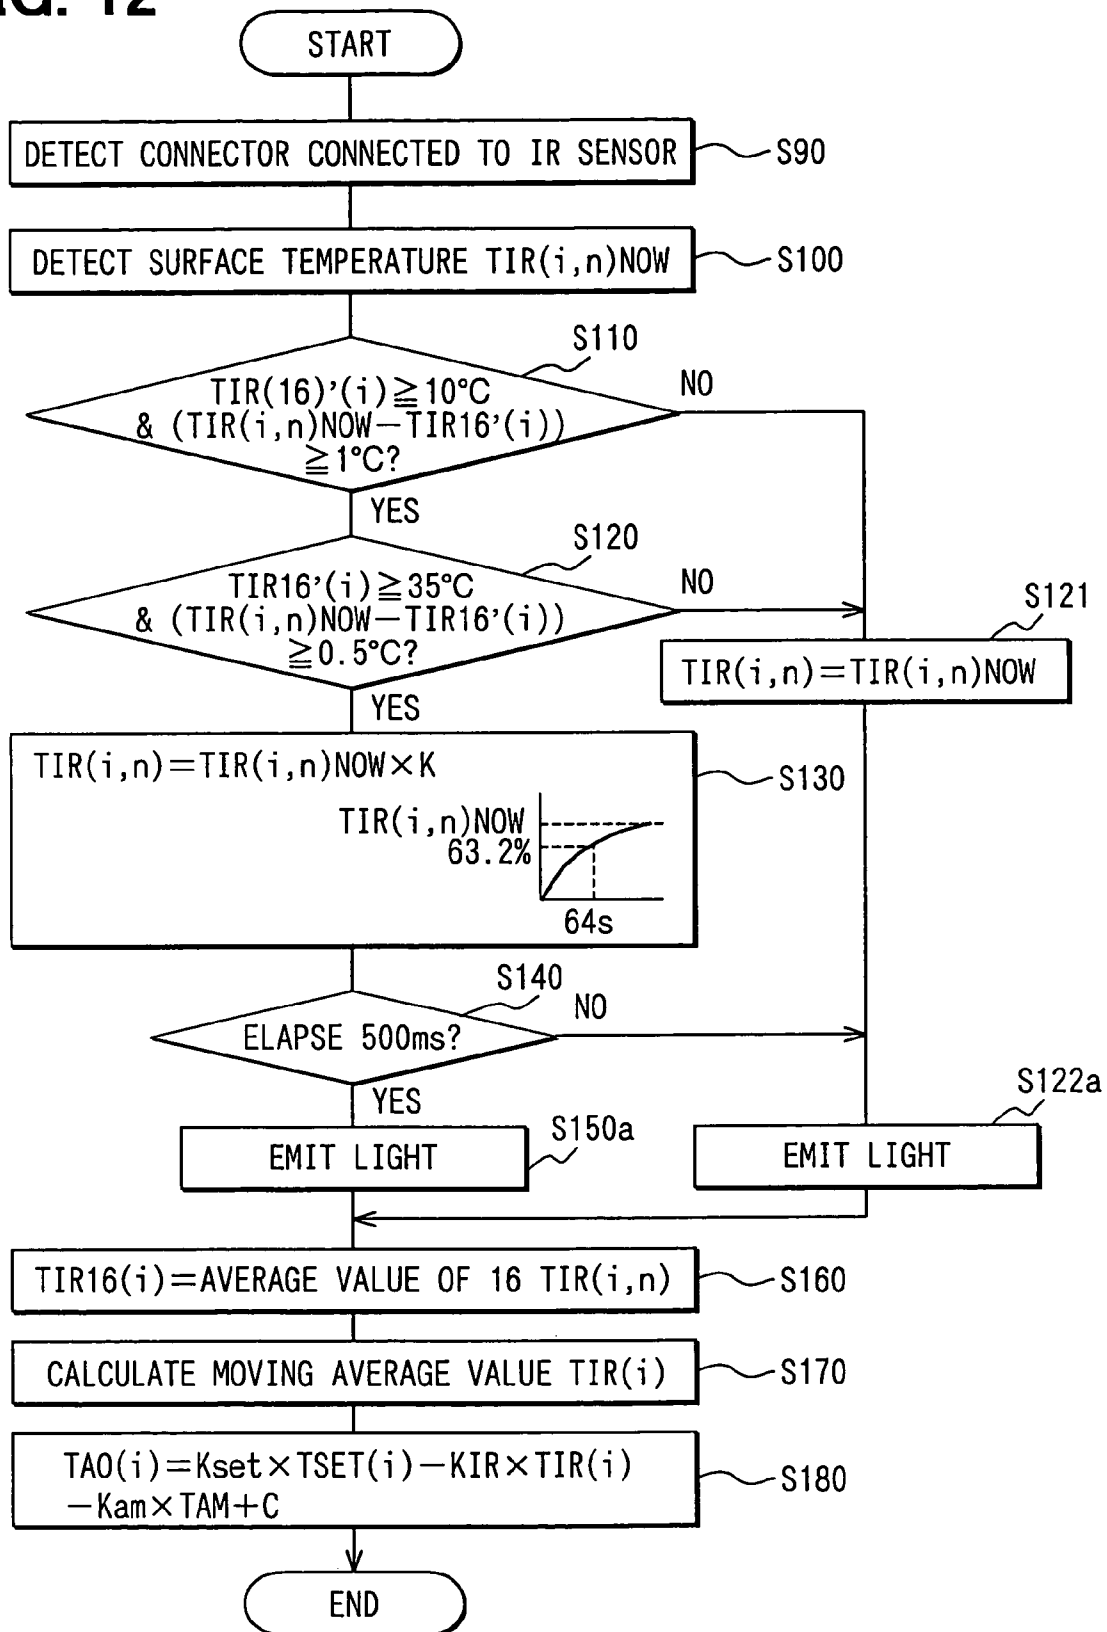 FIG. 12
START
DETECT CONNECTOR CONNECTED TO IR SENSOR
S90
DETECT SURFACE TEMPERATURE TIR(i,n)NOW
S100
S110
TIR(16)'(i)≧10°C
& (TIR(i,n)NOW−TIR16'(i))
≧1°C?
NO
YES
S120
TIR16'(i)≧35°C
& (TIR(i,n)NOW−TIR16'(i))
≧0.5°C?
NO
YES
S121
TIR(i,n)=TIR(i,n)NOW
TIR(i,n)=TIR(i,n)NOW×K
S130
TIR(i,n)NOW
63.2%
64s
S140
ELAPSE 500ms?
NO
YES
S150a
EMIT LIGHT
S122a
EMIT LIGHT
TIR16(i)=AVERAGE VALUE OF 16 TIR(i,n)
S160
CALCULATE MOVING AVERAGE VALUE TIR(i)
S170
TAO(i)=Kset×TSET(i)−KIR×TIR(i)
−Kam×TAM+C
S180
END